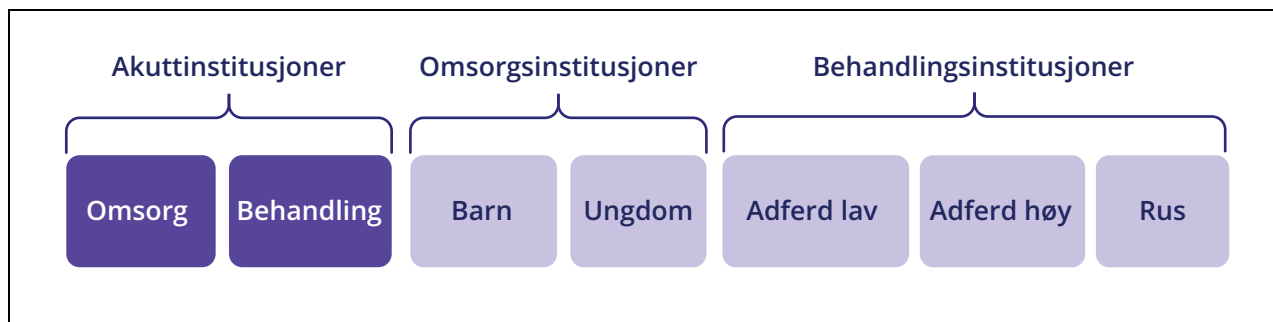 Akuttinstitusjoner Omsorgsinstitusjoner Behandlingsinstitusjoner
Omsorg Behandling Barn Ungdom Adferd lav Adferd høy Rus